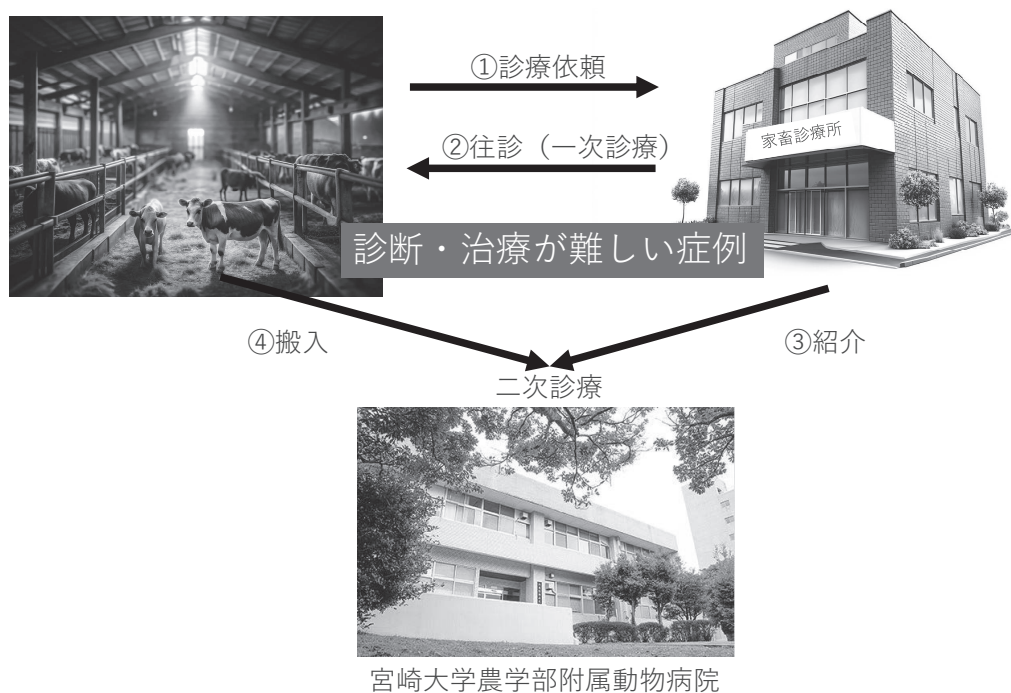 ①診療依頼
家畜診療所
②往診（一次診療）
診断・治療が難しい症例
④搬入
③紹介
二次診療
宮崎大学農学部附属動物病院